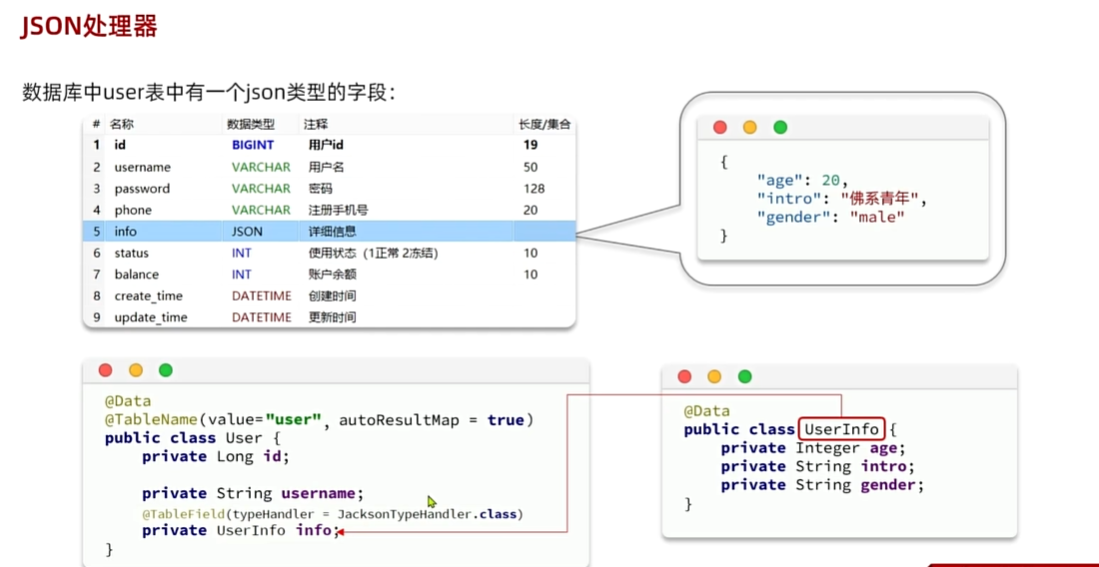 JSON处理器
数据库中user表中有一个json类型的字段：
# 名称 数据类型 注释 长度/集合
1 id BIGINT 用户id 19
2 username VARCHAR 用户名 50
3 password VARCHAR 密码 128
4 phone VARCHAR 注册手机号 20
5 info JSON 详细信息
6 status INT 使用状态（1正常 2冻结） 10
7 balance INT 账户余额 10
8 create_time DATETIME 创建时间
9 update_time DATETIME 更新时间
{
"age": 20,
"intro": "佛系青年",
"gender": "male"
}
@Data
@TableName(value="user", autoResultMap = true)
public class User {
private Long id;
private String username;
@TableField(typeHandler = JacksonTypeHandler.class)
private UserInfo info;
}
@Data
public class UserInfo {
private Integer age;
private String intro;
private String gender;
}